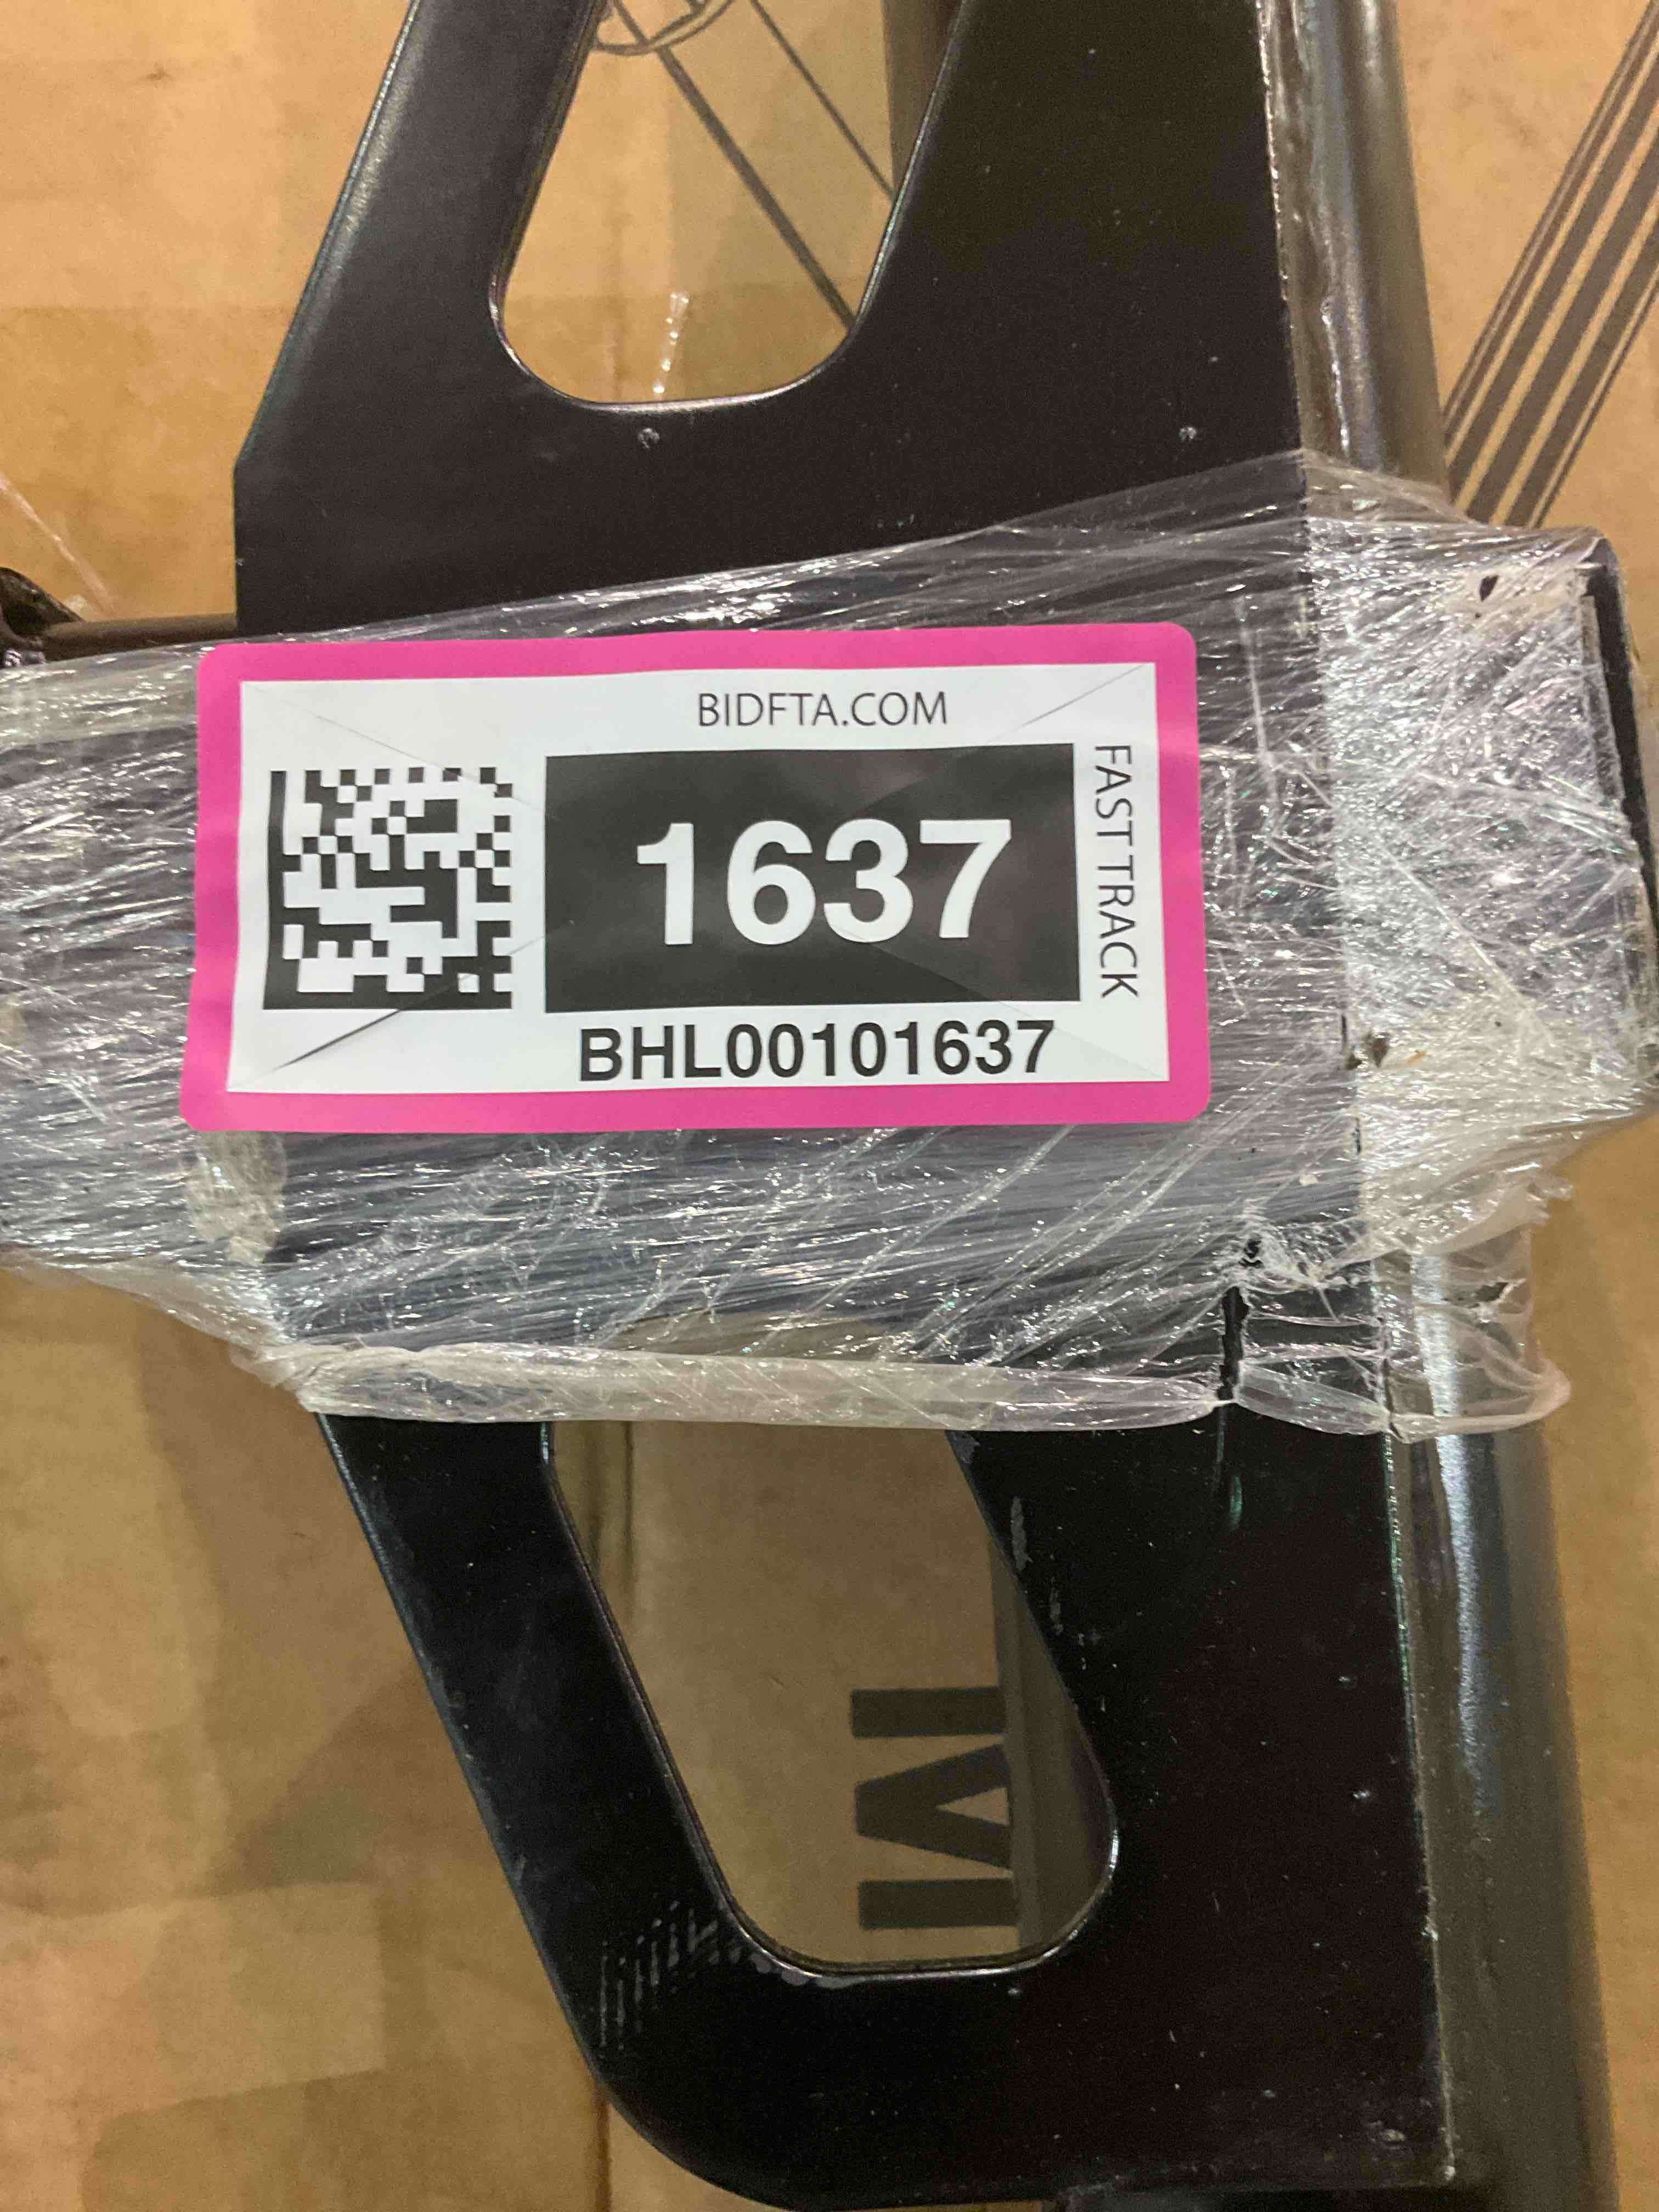 BIDFTA.COM
1637
FAST TRACK
BHL00101637